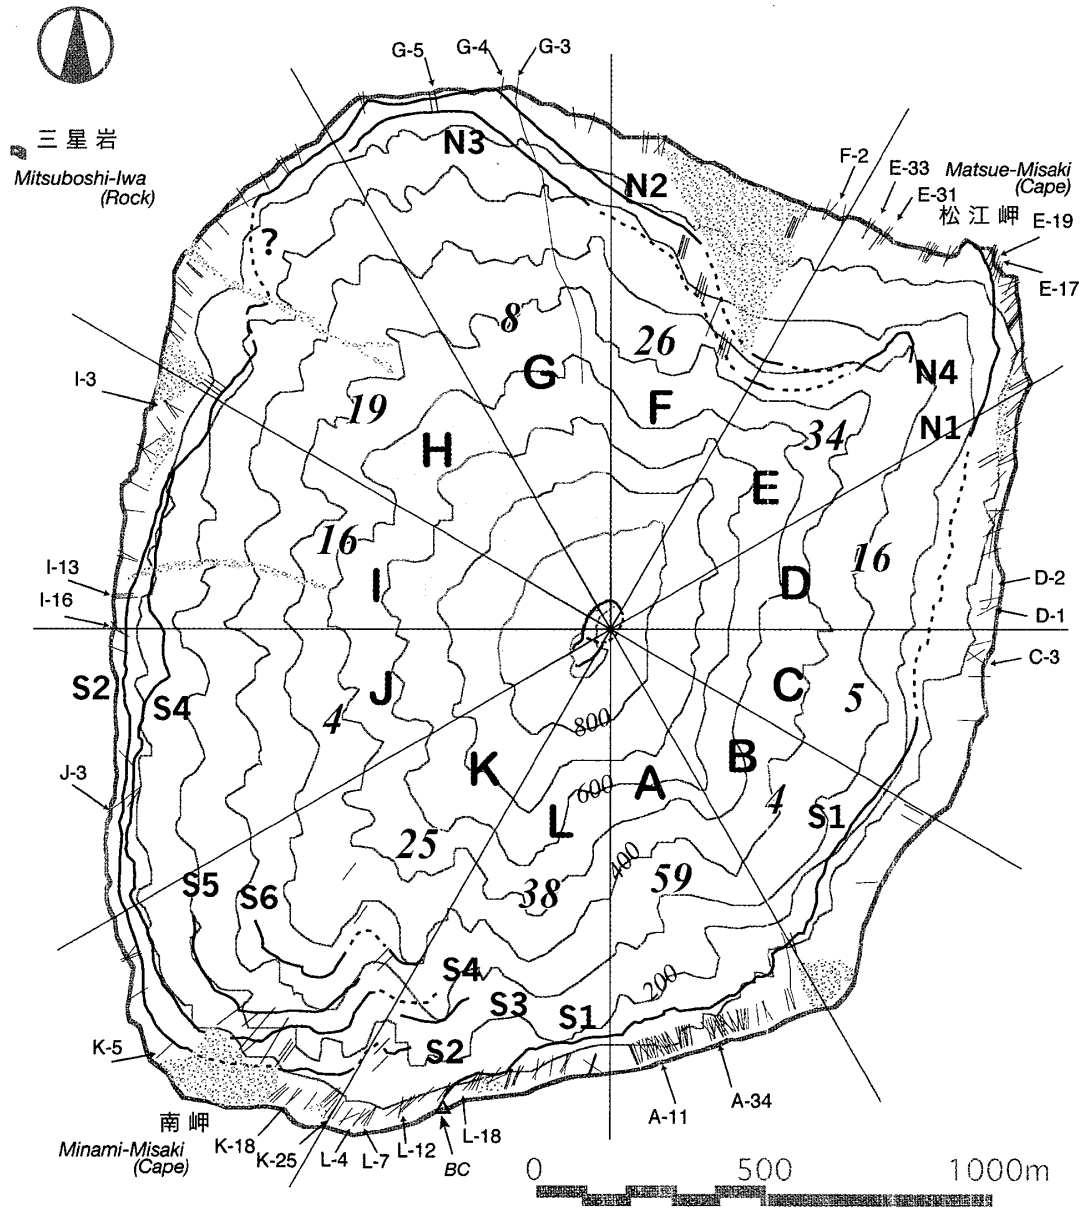 G-5
G-4
G-3
三星岩
Mitsuboshi-Iwa
(Rock)
N3
N2
F-2
E-33
E-31
Matsue-Misaki
(Cape)
松江岬
E-19
E-17
?
8
26
G
F
N4
N1
I-3
19
H
34
E
16
I
D
16
I-13
I-16
D-2
D-1
C-3
S2
S4
J
4
C
5
800
J-3
K
A
B
600
L
4
S1
25
400
59
38
S5
S6
S4
S3
S1
200
S2
K-5
南岬
Minami-Misaki
(Cape)
K-18
K-25
L-4
L-7
L-12
BC
L-18
A-11
A-34
0 500 1000m